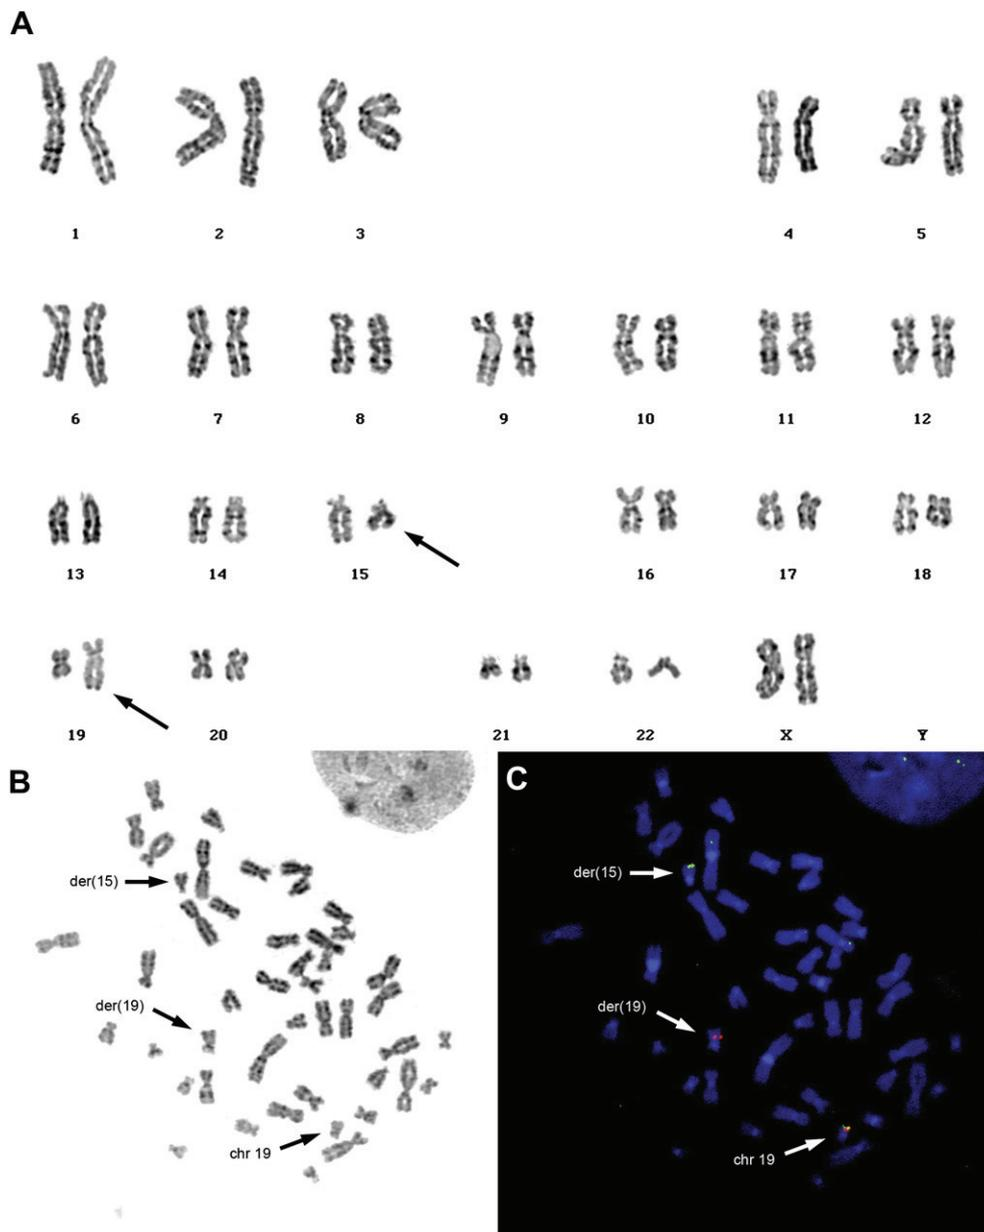 A
1 2 3 4 5
6 7 8 9 10 11 12
13 14 15 16 17 18
19 20 21 22 X Y
B C
der(15) der(15)
der(19) der(19)
chr 19 chr 19